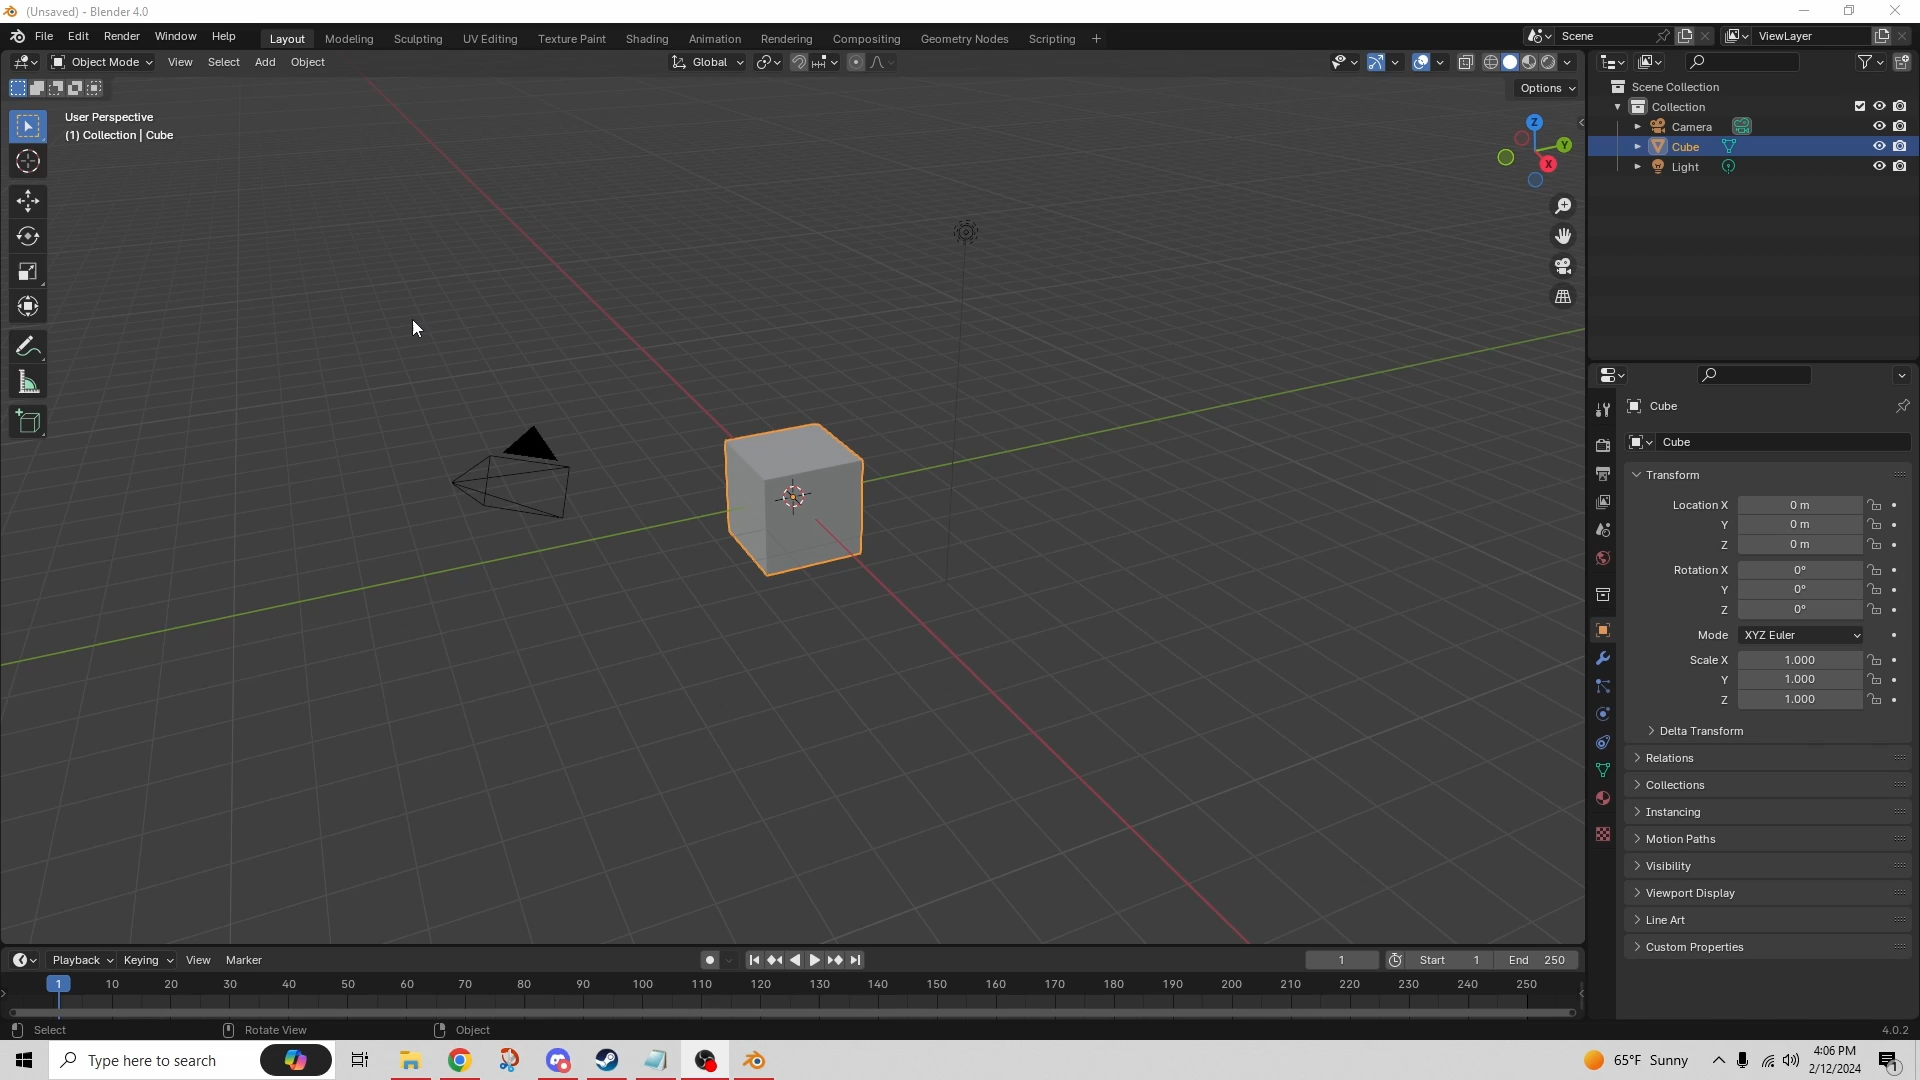 (Unsaved) - Blender 4.0
File Edit Render Window Help Layout Modeling Sculpting UV Editing Texture Paint Shading Animation Rendering Compositing Geometry Nodes Scripting + Scene ViewLayer
Object Mode View Select Add Object Global
Options
User Perspective
(1) Collection | Cube
Z
Y
X
Scene Collection
Collection
Camera
Cube
Light
Cube
Cube
Transform
Location X 0 m
Y 0 m
Z 0 m
Rotation X 0°
Y 0°
Z 0°
Mode XYZ Euler
Scale X 1.000
Y 1.000
Z 1.000
Delta Transform
Relations
Collections
Instancing
Motion Paths
Visibility
Viewport Display
Line Art
Custom Properties
Playback Keying View Marker 1 Start 1 End 250
1 10 20 30 40 50 60 70 80 90 100 110 120 130 140 150 160 170 180 190 200 210 220 230 240 250
Select Rotate View Object 4.0.2
Type here to search 65°F Sunny 4:06 PM
2/12/2024
1